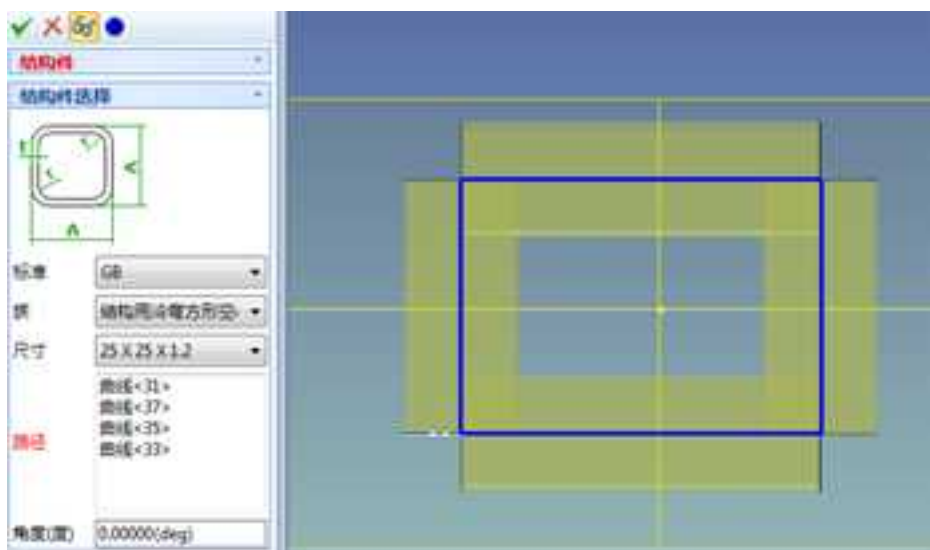 结构件
结构件选择
t
r
A
A
标准 GB
族 结构用冷弯方形空
尺寸 25 X 25 X 1.2
曲线<31>
曲线<37>
曲线<35>
曲线<33>
路径
角度(度) 0.00000(deg)